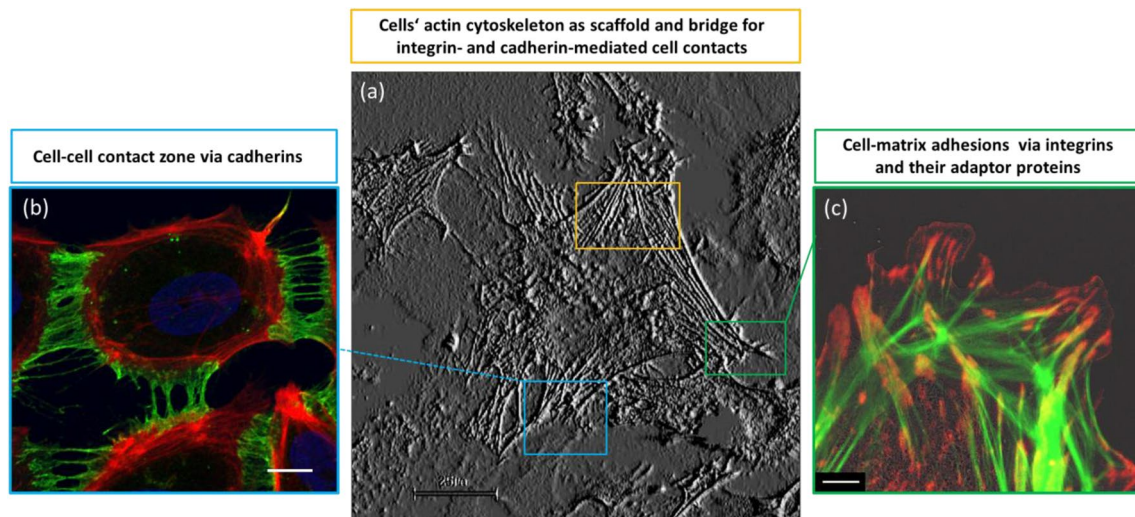 Cells‘ actin cytoskeleton as scaffold and bridge for
integrin- and cadherin-mediated cell contacts
(a)
Cell-cell contact zone via cadherins
(b)
Cell-matrix adhesions via integrins
and their adaptor proteins
(c)